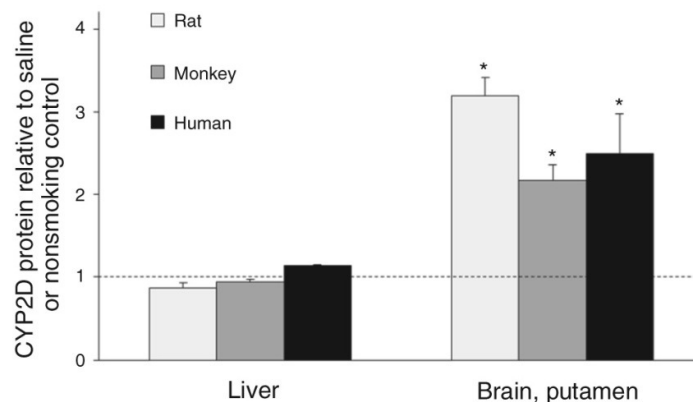 CYP2D protein relative to saline
or nonsmoking control
4
3
2
1
0
Rat
Monkey
Human
*
*
*
Liver
Brain, putamen